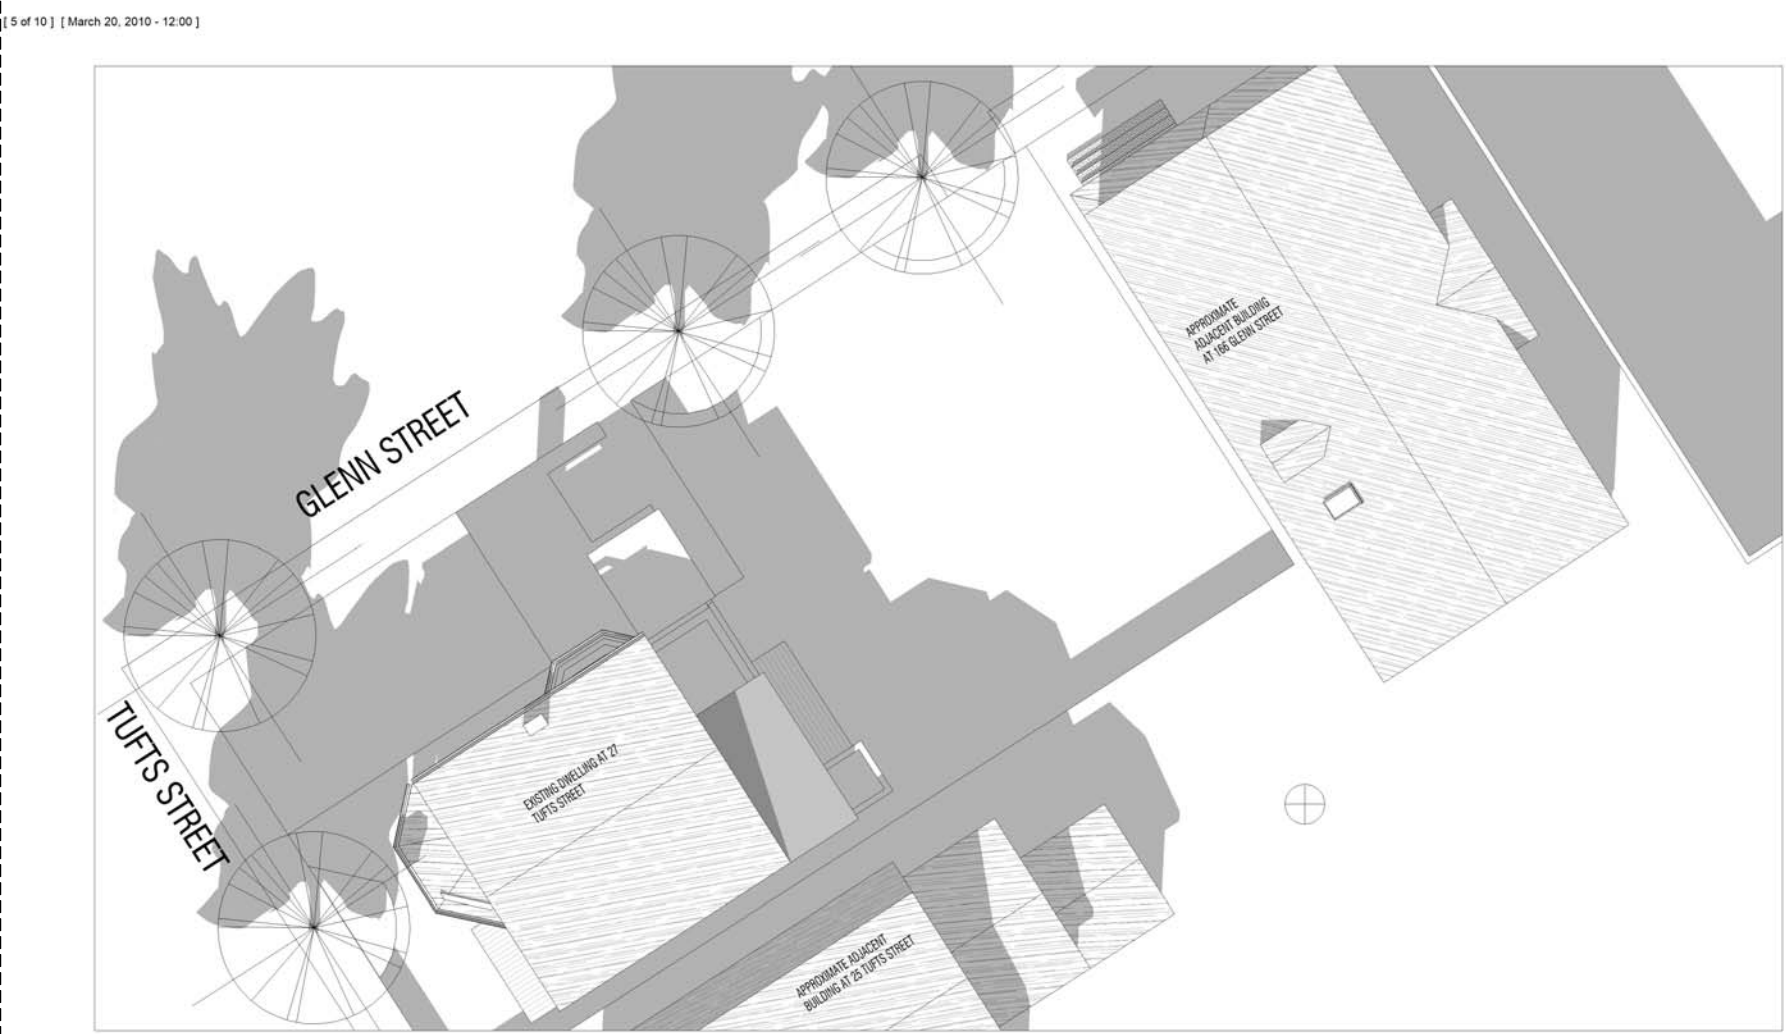 [ 5 of 10 ] [ March 20, 2010 - 12:00 ]
GLENN STREET
TUFTS STREET
APPROXIMATE
ADJACENT BUILDING
AT 166 GLENN STREET
EXISTING DWELLING AT 27
TUFTS STREET
APPROXIMATE ADJACENT
BUILDING AT 25 TUFTS STREET